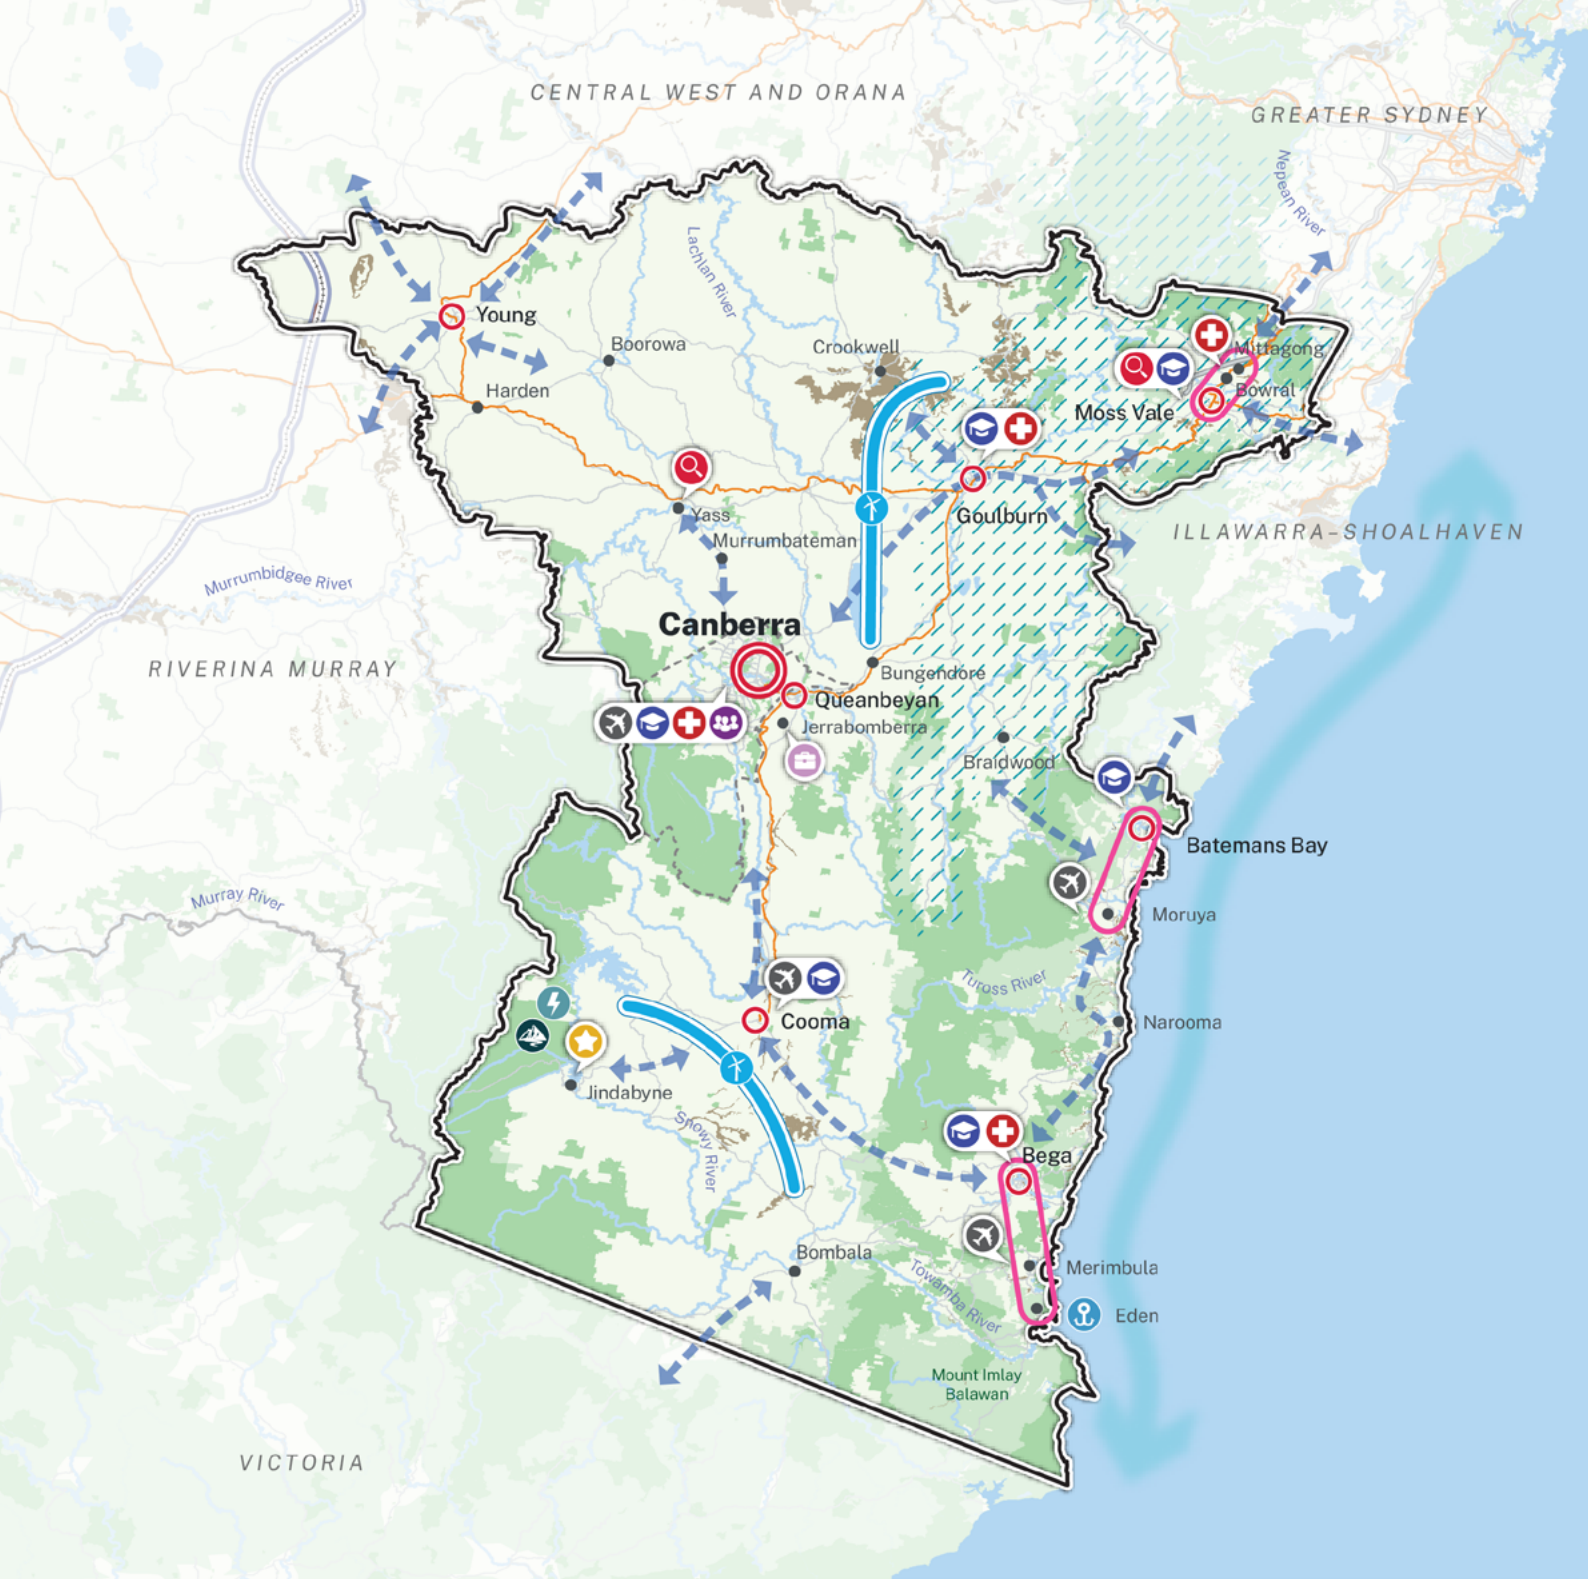 CENTRAL WEST AND ORANA
GREATER SYDNEY
Nepean River
Lachlan River
Young
Boorowa
Crookwell
Mittagong
Harden
Bowral
Moss Vale
Yass
Goulburn
ILLAWARRA–SHOALHAVEN
Murrumbateman
Murrumbidgee River
Canberra
RIVERINA MURRAY
Bungendore
Queanbeyan
Jerrabomberra
Braidwood
Batemans Bay
Murray River
Moruya
Tuross River
Cooma
Narooma
Jindabyne
Snowy River
Bega
Bombala
Merimbula
Towamba River
Eden
Mount Imlay
Balawan
VICTORIA